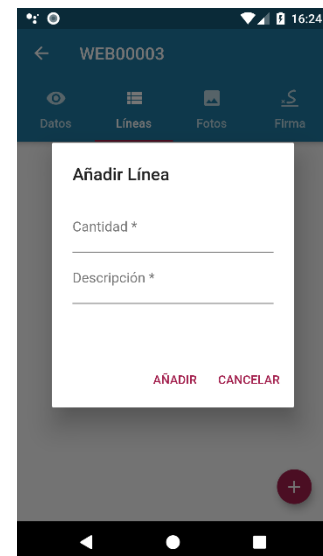 16:24
WEB00003
Datos
Líneas
Fotos
Firma
Añadir Línea
Cantidad *
Descripción *
AÑADIR CANCELAR